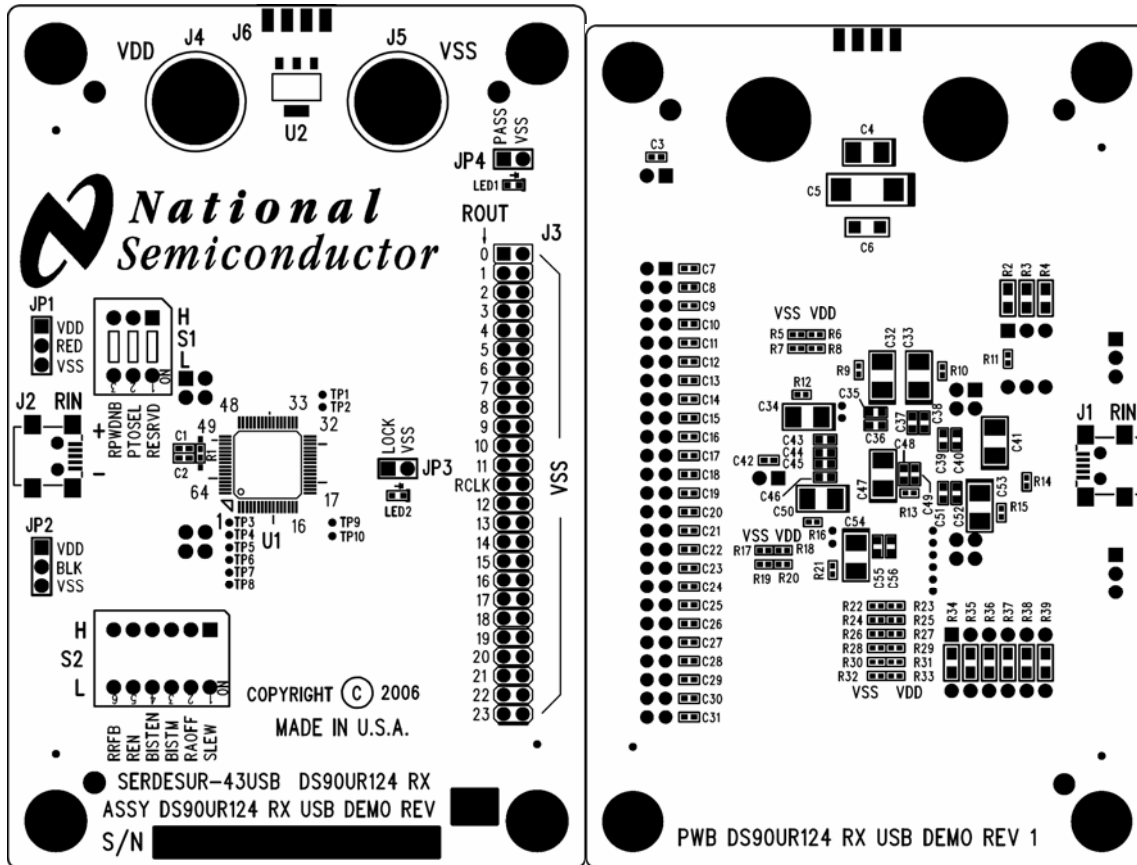 J6
J4
J5
VDD
VSS
U2
PASS
VSS
JP4
LED1
National
Semiconductor
ROUT
J3
0
1
2
3
4
5
6
7
8
9
10
11
RCLK
12
13
14
15
16
17
18
19
20
21
22
23
VSS
JP1
VDD
RED
VSS
H
S1
L
3 2 1
ON
J2 RIN
+
-
RPWDNB
PTOSEL
RESRVD
48 33
49 32
64 17
1 16
U1
C1
C2
R1
TP1
TP2
LOCK
VSS
JP3
LED2
TP3
TP4
TP5
TP6
TP7
TP8
TP9
TP10
JP2
VDD
BLK
VSS
H
S2
L
6 5 4 3 2 1
ON
RRFB
REN
BISTEN
BISTM
RAOFF
SLEW
COPYRIGHT C 2006
MADE IN U.S.A.
SERDESUR-43USB DS90UR124 RX
ASSY DS90UR124 RX USB DEMO REV
S/N
C3
C4
C5
C6
C7
C8
C9
C10
C11
C12
C13
C14
C15
C16
C17
C18
C19
C20
C21
C22
C23
C24
C25
C26
C27
C28
C29
C30
C31
R2
R3
R4
VSS VDD
R5 R6
R7 R8
C32
C33
R9
R10
R11
R12
C34
C35
C36
C37
C38
C39
C40
C41
C42
C43
C44
C45
C46
C47
C48
C49
C50
C51
C52
C53
R13
R14
R15
R16
C54
C55
C56
J1 RIN
VSS VDD
R17 R18
R19 R20
R21
R22 R23
R24 R25
R26 R27
R28 R29
R30 R31
R32 R33
VSS VDD
R34
R35
R36
R37
R38
R39
PWB DS90UR124 RX USB DEMO REV 1